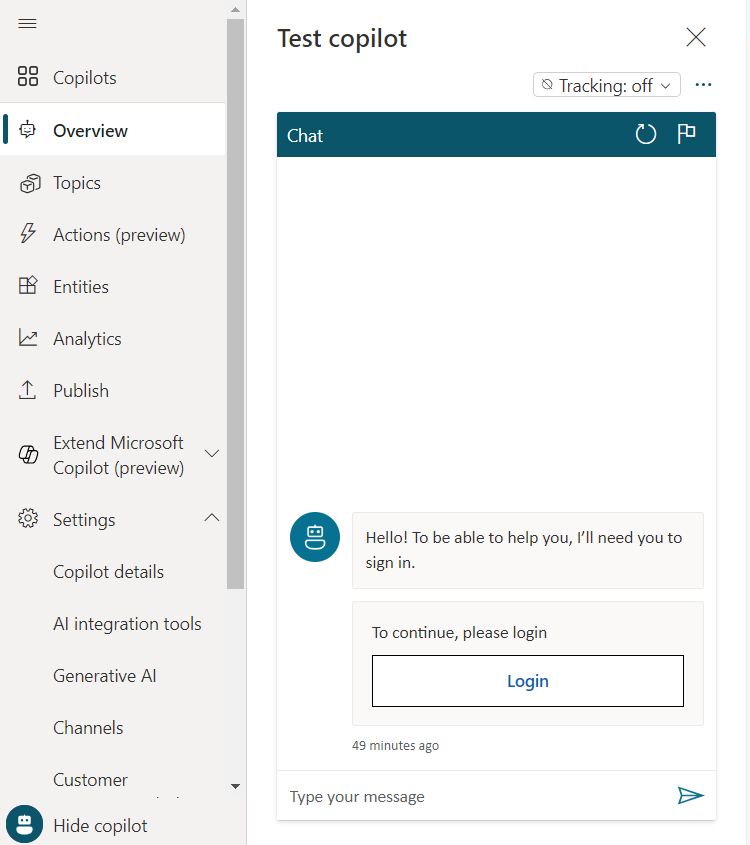 Copilots
Overview
Topics
Actions (preview)
Entities
Analytics
Publish
Extend Microsoft
Copilot (preview)
Settings
Copilot details
AI integration tools
Generative AI
Channels
Customer
Hide copilot
Test copilot
Tracking: off
Chat
Hello! To be able to help you, I’ll need you to
sign in.
To continue, please login
Login
49 minutes ago
Type your message